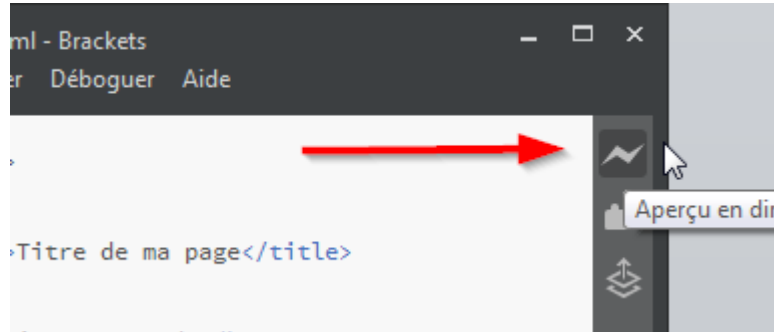 ml - Brackets
er Déboguer Aide
>
Aperçu en dir
>Titre de ma page</title>